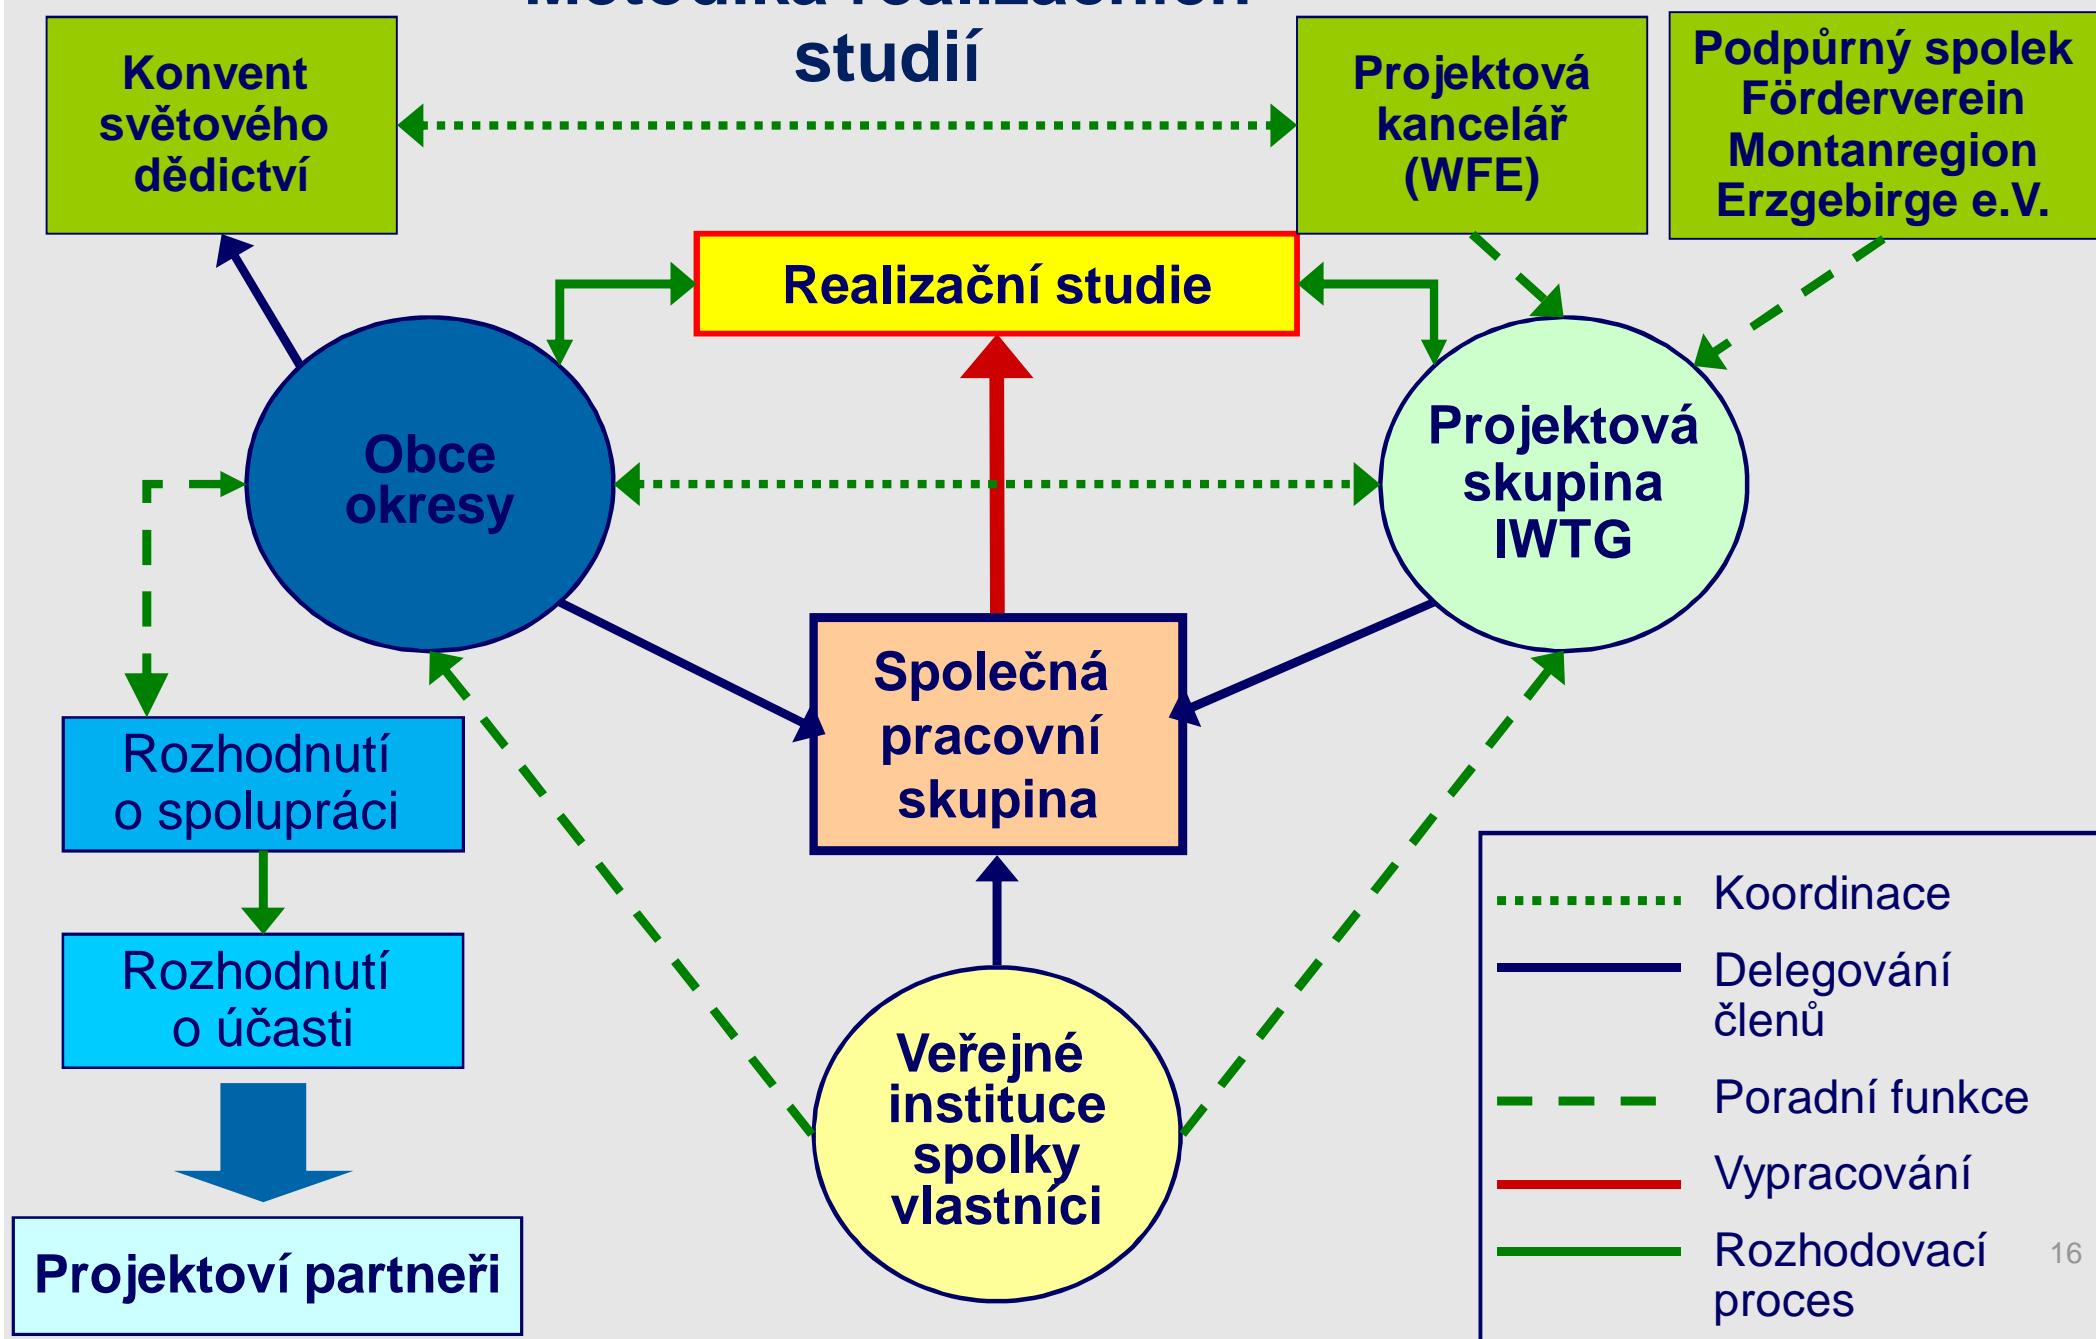 studií
Konvent
světového
dědictví
Projektová
kancelář
(WFE)
Podpůrný spolek
Förderverein
Montanregion
Erzgebirge e.V.
Realizační studie
Obce
okresy
Projektová
skupina
IWTG
Společná
pracovní
skupina
Rozhodnutí
o spolupráci
Rozhodnutí
o účasti
Projektoví partneři
Veřejné
instituce
spolky
vlastníci
Koordinace
Delegování
členů
Poradní funkce
Vypracování
Rozhodovací
proces
16